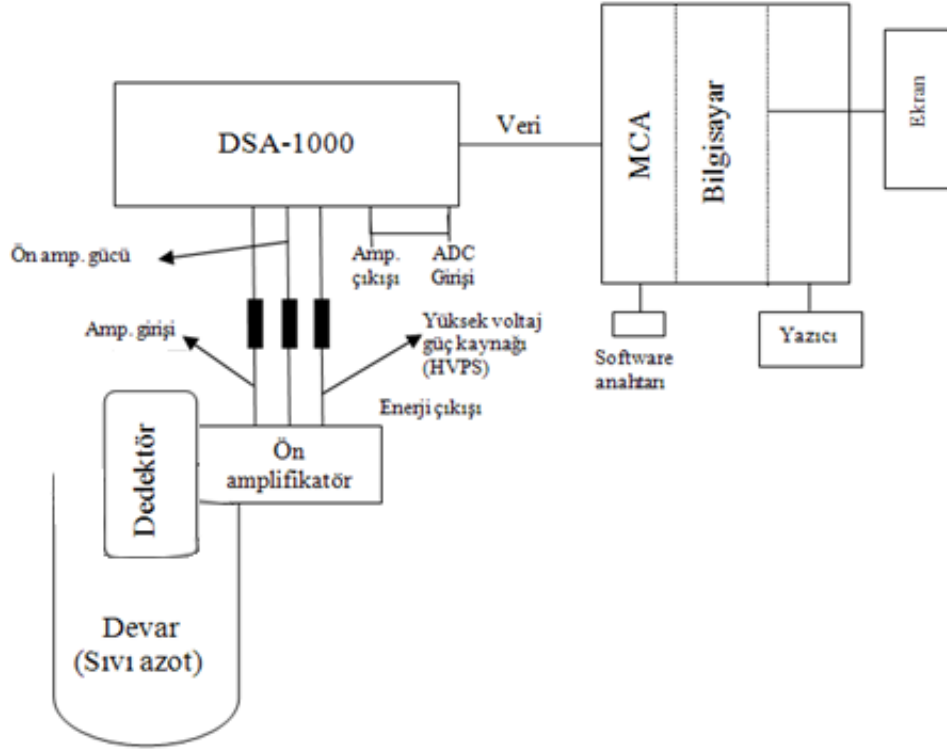 DSA-1000
Veri
MCA
Bilgisayar
Ekran
Ön amp. gücü
Amp.
çıkışı
ADC
Girişi
Amp. girişi
Yüksek voltaj
güç kaynağı
(HVPS)
Enerji çıkışı
Software
anahtarı
Yazıcı
Dedektör
Ön
amplifikatör
Devar
(Sıvı azot)